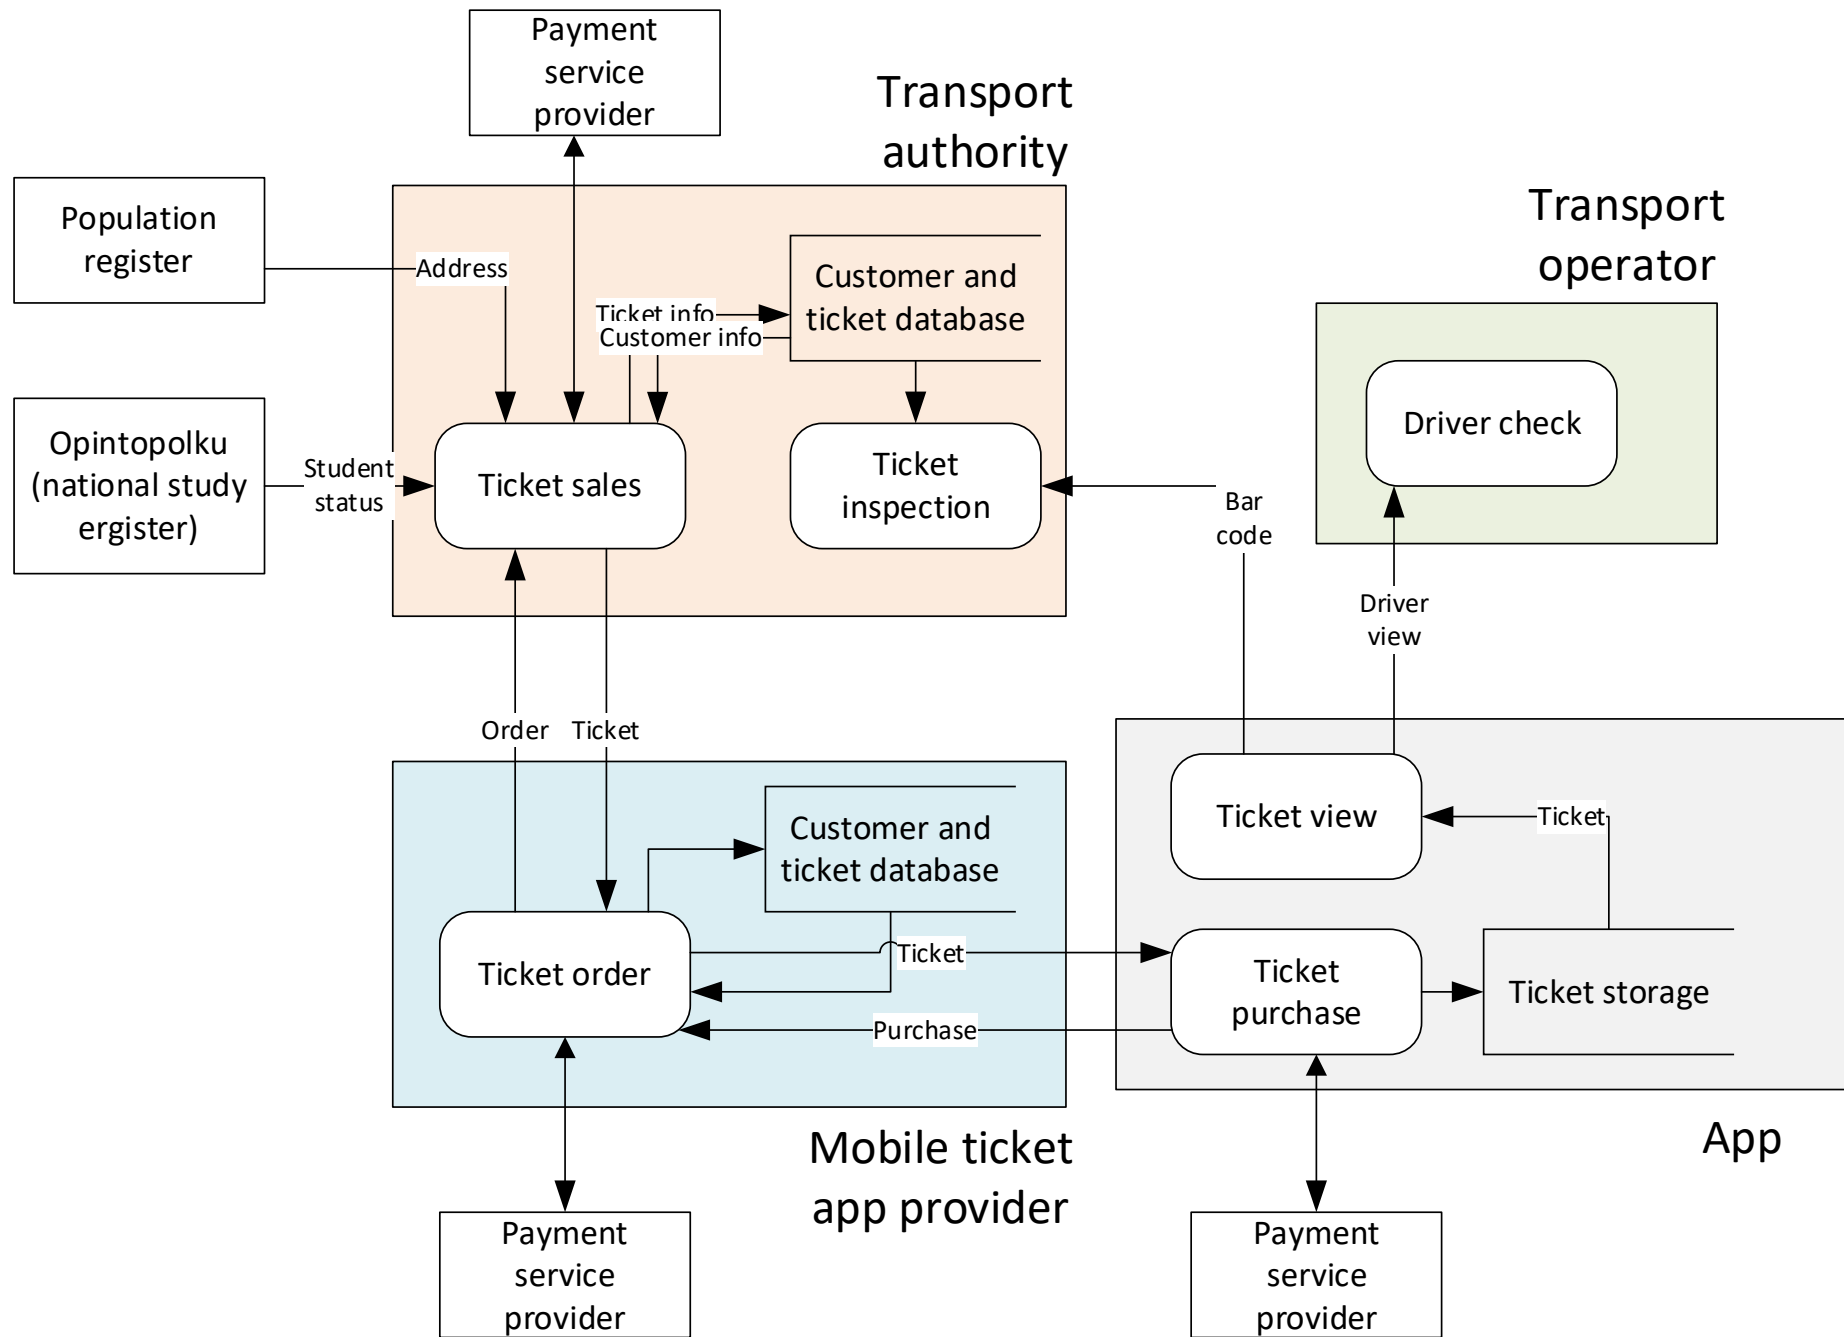 Payment
service
provider
Transport
authority
Population
register
Transport
operator
Address
Customer and
ticket database
Ticket info
Customer info
Opintopolku
(national study
ergister)
Student
status
Ticket sales
Ticket
inspection
Driver check
Bar
code
Driver
view
Order
Ticket
Customer and
ticket database
Ticket view
Ticket
Ticket order
Ticket
Purchase
Ticket
purchase
Ticket storage
Mobile ticket
app provider
App
Payment
service
provider
Payment
service
provider